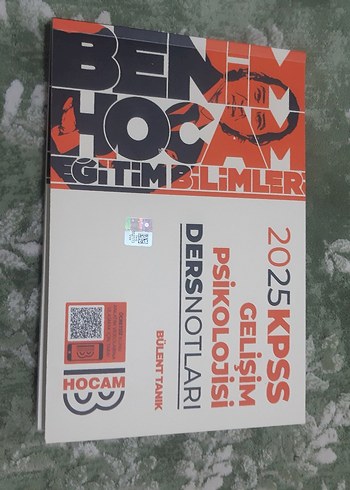 BENİM
HOCAM
EĞİTİM BİLİMLERİ
2025 KPSS
GELİŞİM
PSİKOLOJİSİ
DERS NOTLARI
BÜLENT TANIK
HOCAM